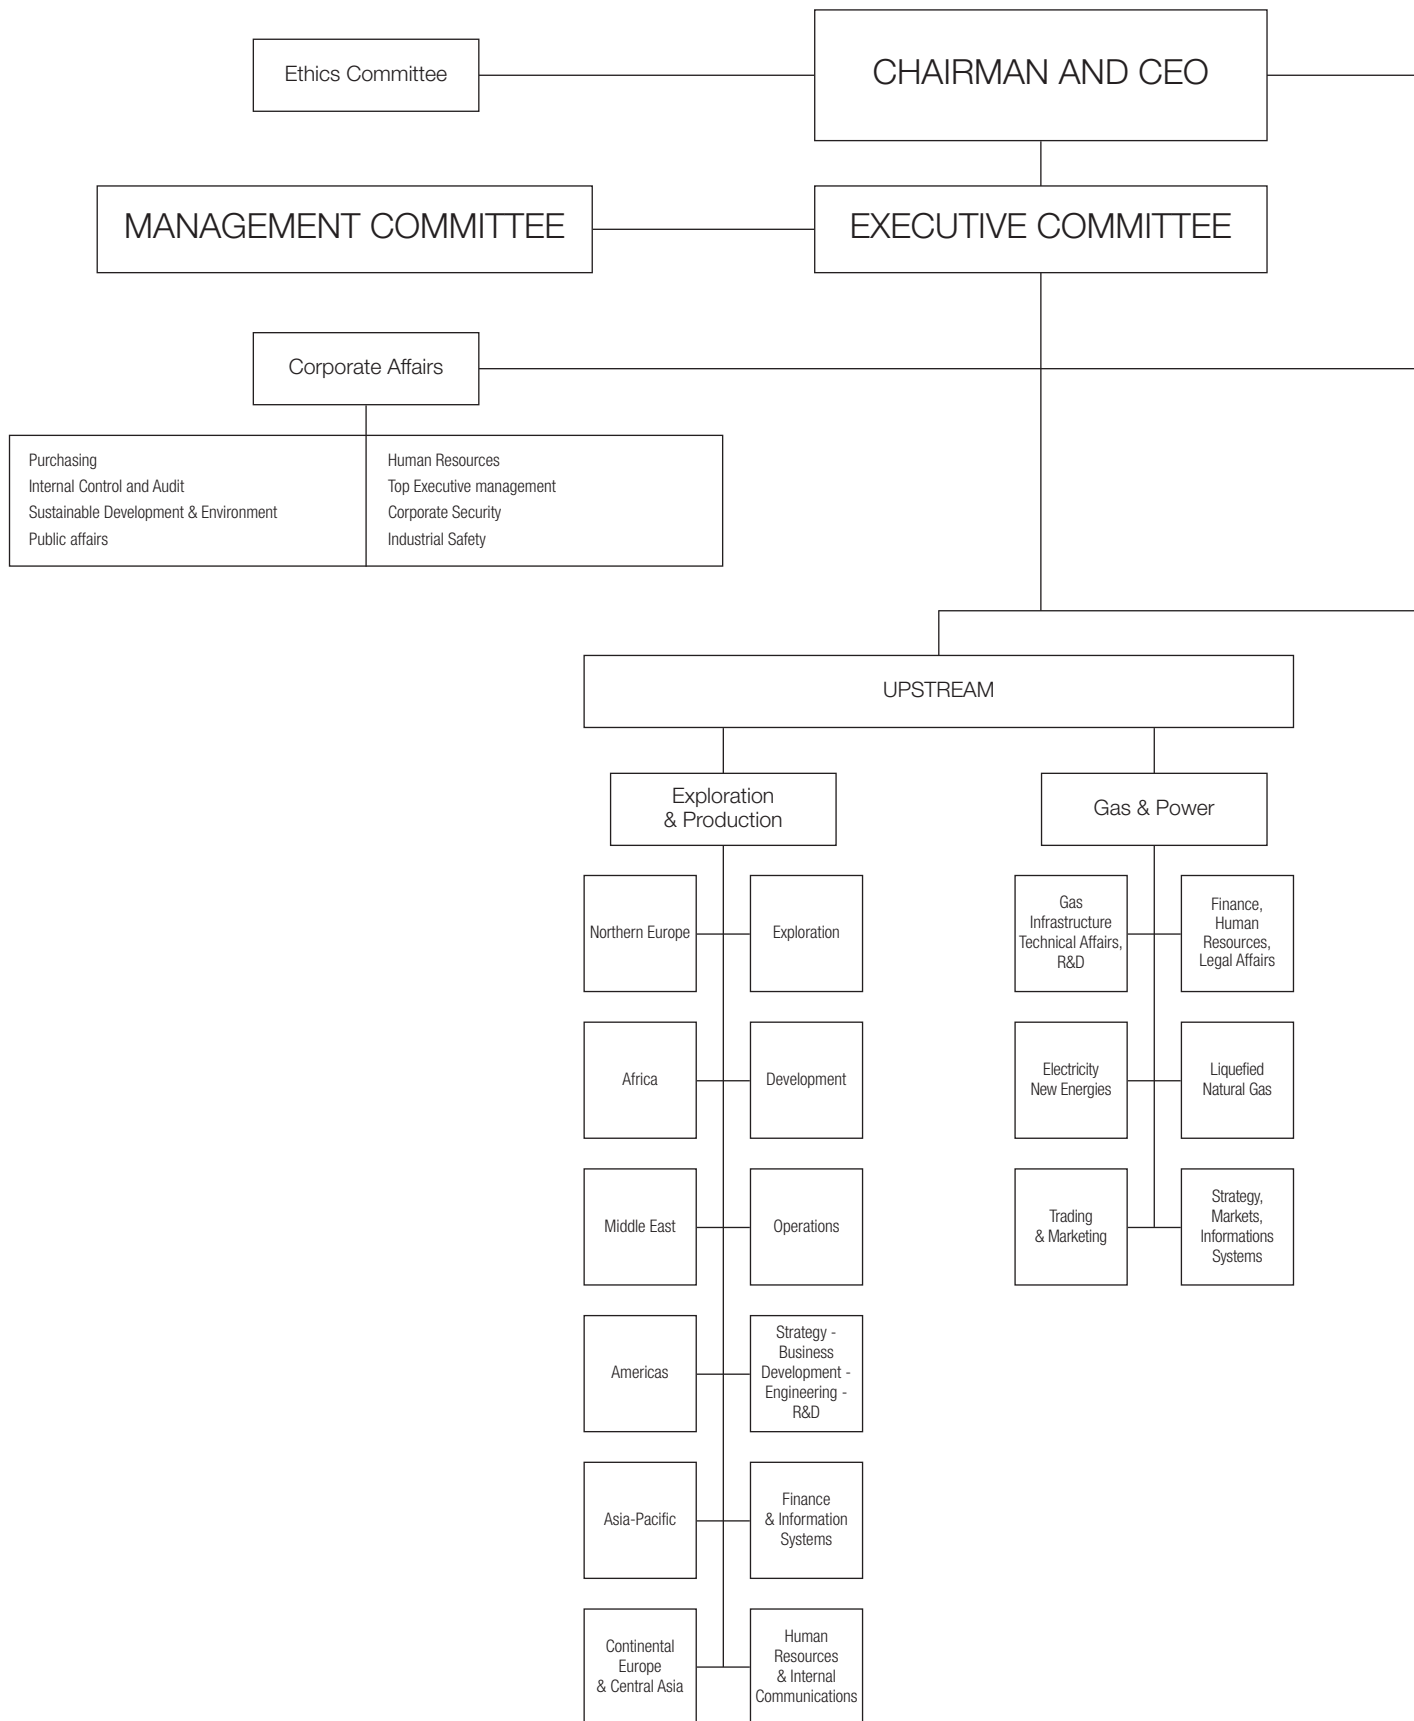 Ethics Committee
CHAIRMAN AND CEO
MANAGEMENT COMMITTEE
EXECUTIVE COMMITTEE
Corporate Affairs
Purchasing
Internal Control and Audit
Sustainable Development & Environment
Public affairs
Human Resources
Top Executive management
Corporate Security
Industrial Safety
UPSTREAM
Exploration
& Production
Gas & Power
Northern Europe
Exploration
Gas
Infrastructure
Technical Affairs,
R&D
Finance,
Human
Resources,
Legal Affairs
Africa
Development
Electricity
New Energies
Liquefied
Natural Gas
Middle East
Operations
Trading
& Marketing
Strategy,
Markets,
Informations
Systems
Americas
Strategy -
Business
Development -
Engineering -
R&D
Asia-Pacific
Finance
& Information
Systems
Continental
Europe
& Central Asia
Human
Resources
& Internal
Communications